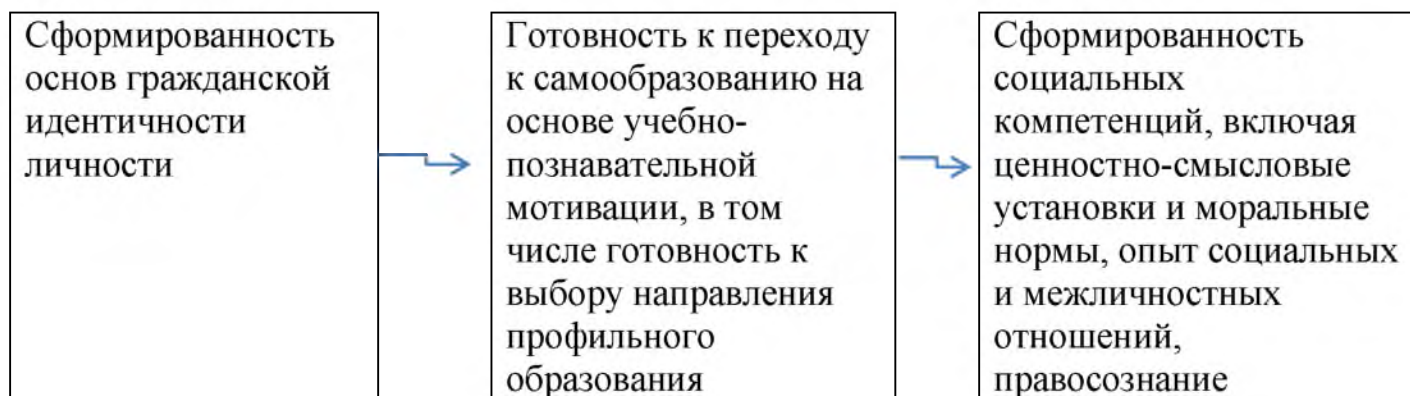 Сформированность
основ гражданской
идентичности
личности
Готовность к переходу
к самообразованию на
основе учебно-
познавательной
мотивации, в том
числе готовность к
выбору направления
профильного
образования
Сформированность
социальных
компетенций, включая
ценностно-смысловые
установки и моральные
нормы, опыт социальных
и межличностных
отношений,
правосознание